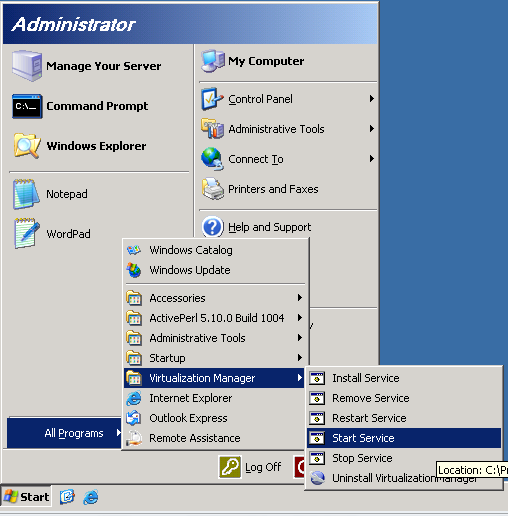 Administrator
Manage Your Server
Command Prompt
Windows Explorer
Notepad
WordPad
My Computer
Control Panel
Administrative Tools
Connect To
Printers and Faxes
Help and Support
Windows Catalog
Windows Update
Accessories
ActivePerl 5.10.0 Build 1004
Administrative Tools
Startup
Virtualization Manager
Internet Explorer
Outlook Express
Remote Assistance
Install Service
Remove Service
Restart Service
Start Service
Stop Service
Uninstall VirtualizationManager
Location: C:\Pr
All Programs
Log Off
Start